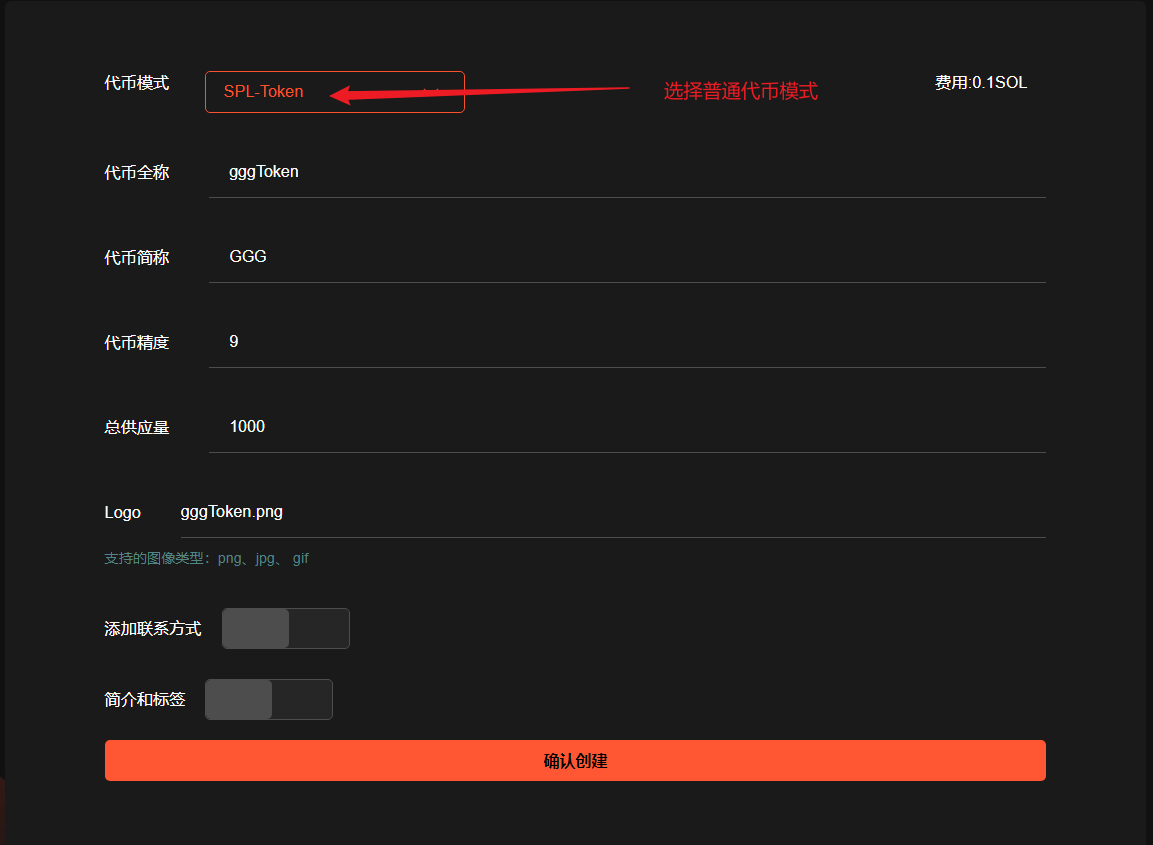 代币模式 SPL-Token 选择普通代币模式 费用:0.1SOL
代币全称 gggToken
代币简称 GGG
代币精度 9
总供应量 1000
Logo gggToken.png
支持的图像类型：png、jpg、 gif
添加联系方式
简介和标签
确认创建